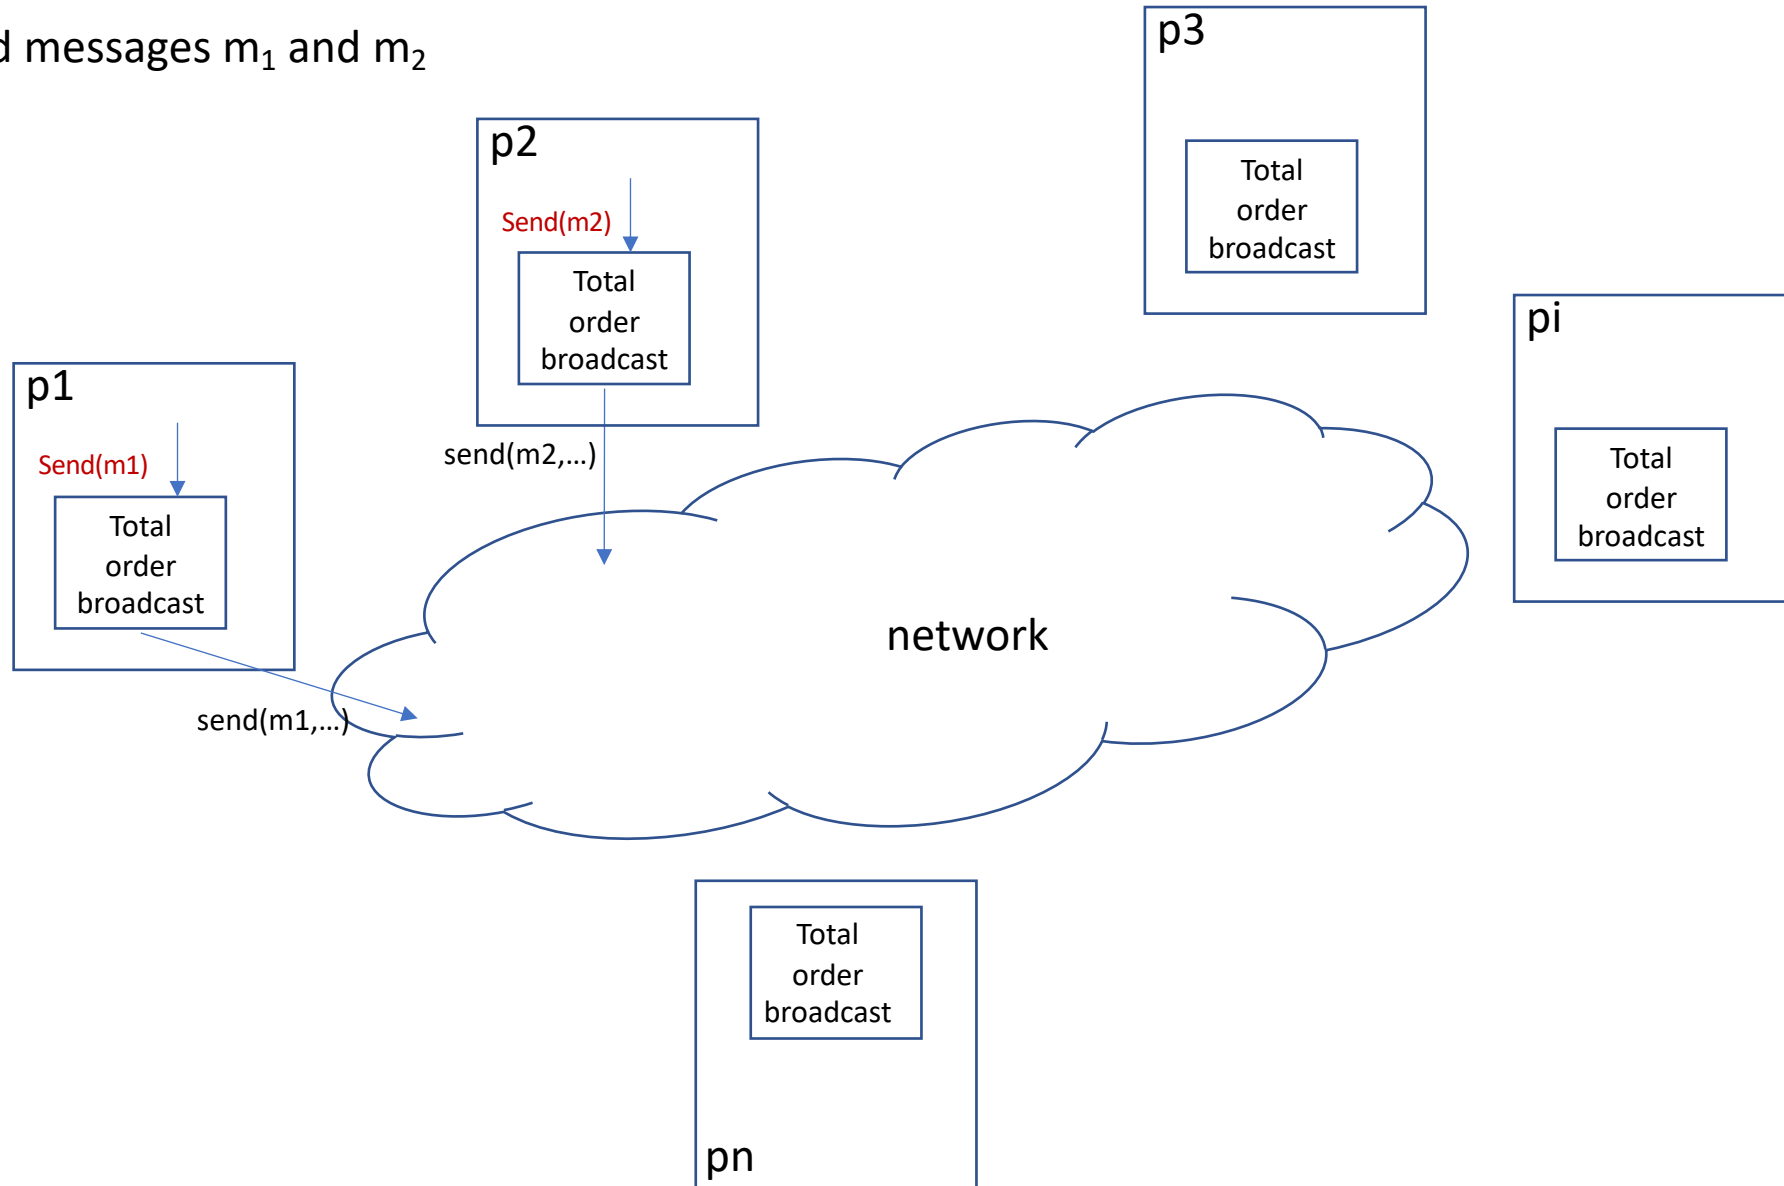 messages m₁ and m₂
p3
Total
order
broadcast
p2
Send(m2)
Total
order
broadcast
pi
Total
order
broadcast
p1
Send(m1)
Total
order
broadcast
send(m2,...)
network
send(m1,...)
Total
order
broadcast
pn